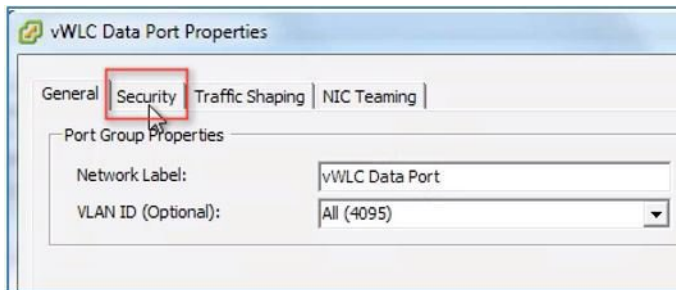 vWLC Data Port Properties
General Security Traffic Shaping NIC Teaming
Port Group Properties
Network Label: vWLC Data Port
VLAN ID (Optional): All (4095)